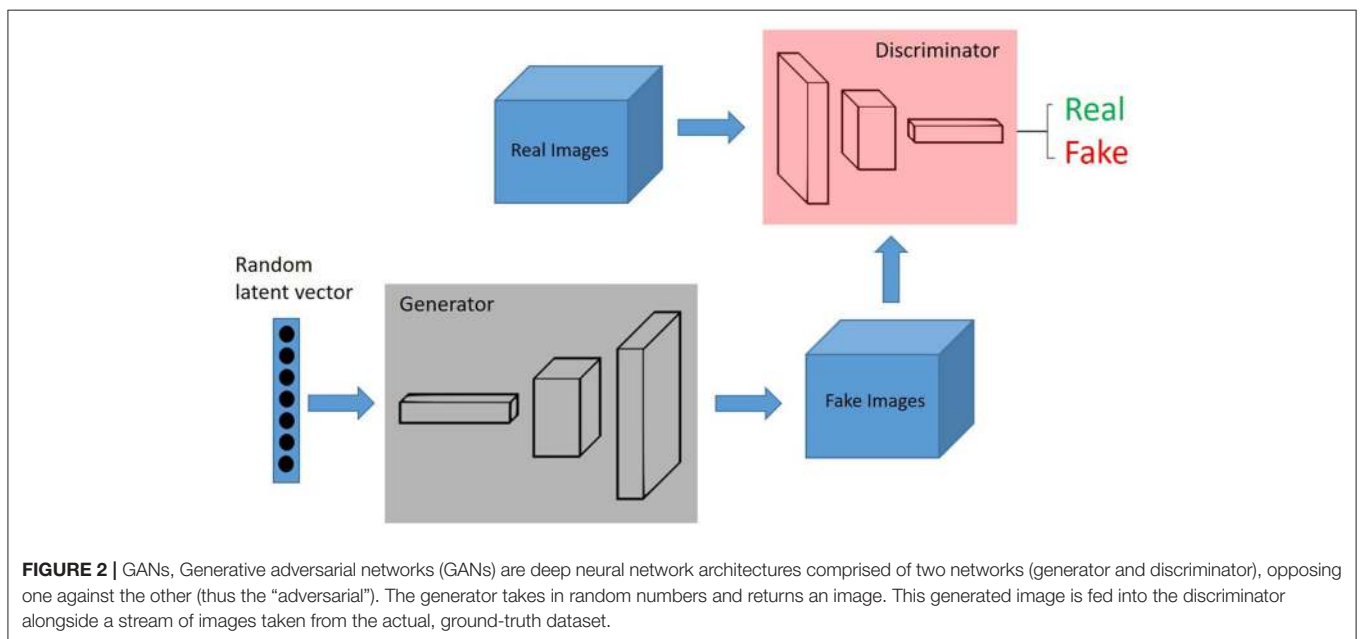 Discriminator
Real Images
Real
Fake
Random
latent vector
Generator
Fake Images
FIGURE 2 | GANs, Generative adversarial networks (GANs) are deep neural network architectures comprised of two networks (generator and discriminator), opposing
one against the other (thus the “adversarial”). The generator takes in random numbers and returns an image. This generated image is fed into the discriminator
alongside a stream of images taken from the actual, ground-truth dataset.